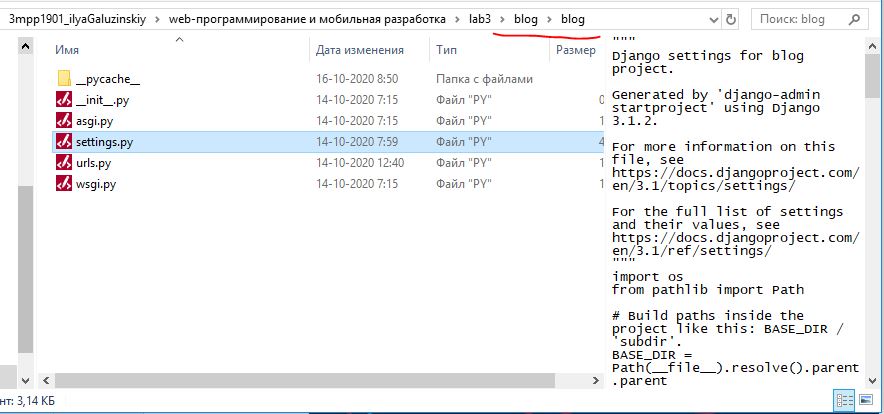 3mpp1901_ilyaGaluzinskiy > web-программирование и мобильная разработка > lab3 > blog > blog
Поиск: blog
Имя Дата изменения Тип Размер
__pycache__ 16-10-2020 8:50 Папка с файлами
__init__.py 14-10-2020 7:15 Файл "PY" 0
asgi.py 14-10-2020 7:15 Файл "PY" 1
settings.py 14-10-2020 7:59 Файл "PY" 4
urls.py 14-10-2020 12:40 Файл "PY" 1
wsgi.py 14-10-2020 7:15 Файл "PY" 1
"""
Django settings for blog
project.
Generated by 'django-admin
startproject' using Django
3.1.2.
For more information on this
file, see
https://docs.djangoproject.com/
en/3.1/topics/settings/
For the full list of settings
and their values, see
https://docs.djangoproject.com/
en/3.1/ref/settings/
"""
import os
from pathlib import Path
# Build paths inside the
project like this: BASE_DIR /
'subdir'.
BASE_DIR =
Path(__file__).resolve().parent
.parent
нт: 3,14 КБ